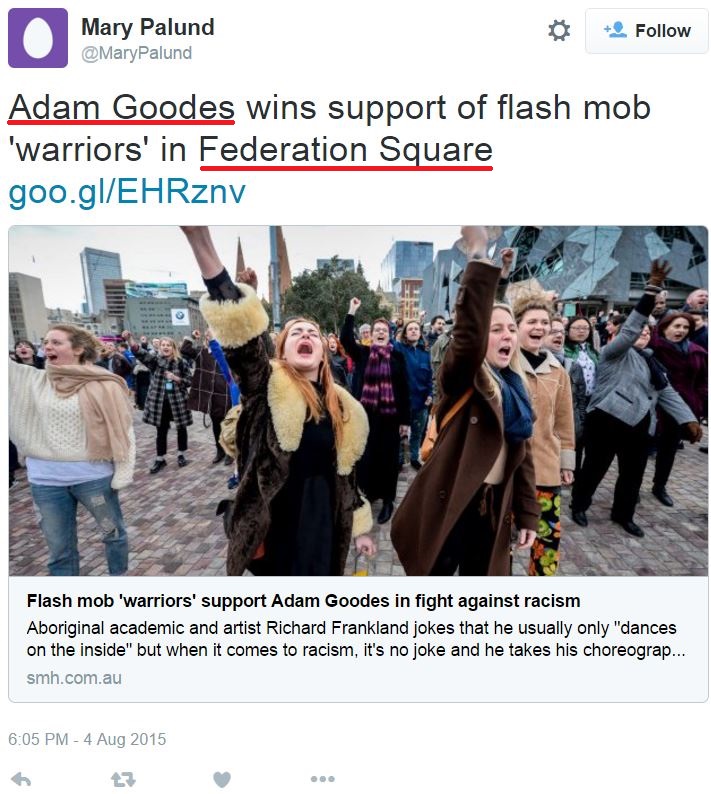 Mary Palund
@MaryPalund
Follow
Adam Goodes wins support of flash mob
'warriors' in Federation Square
goo.gl/EHRznv
Flash mob 'warriors' support Adam Goodes in fight against racism
Aboriginal academic and artist Richard Frankland jokes that he usually only "dances
on the inside" but when it comes to racism, it's no joke and he takes his choreograp...
smh.com.au
6:05 PM - 4 Aug 2015